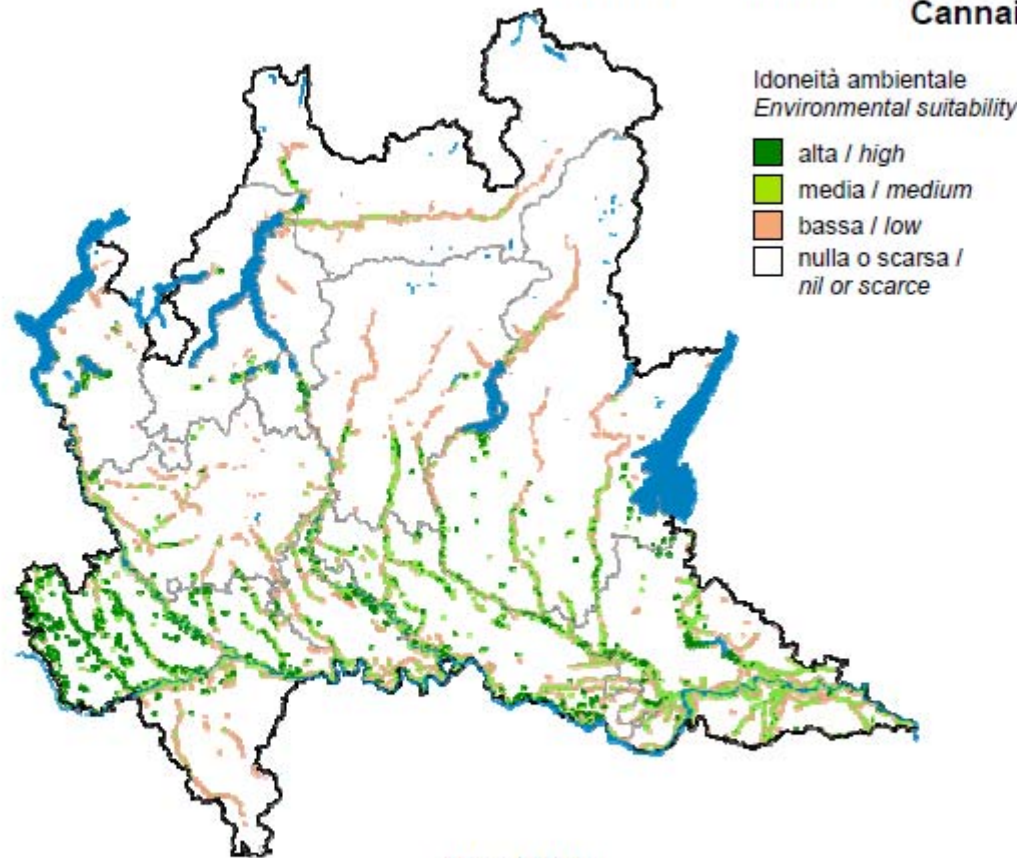 Cannai
Idoneità ambientale
Environmental suitability
alta / high
media / medium
bassa / low
nulla o scarsa /
nil or scarce